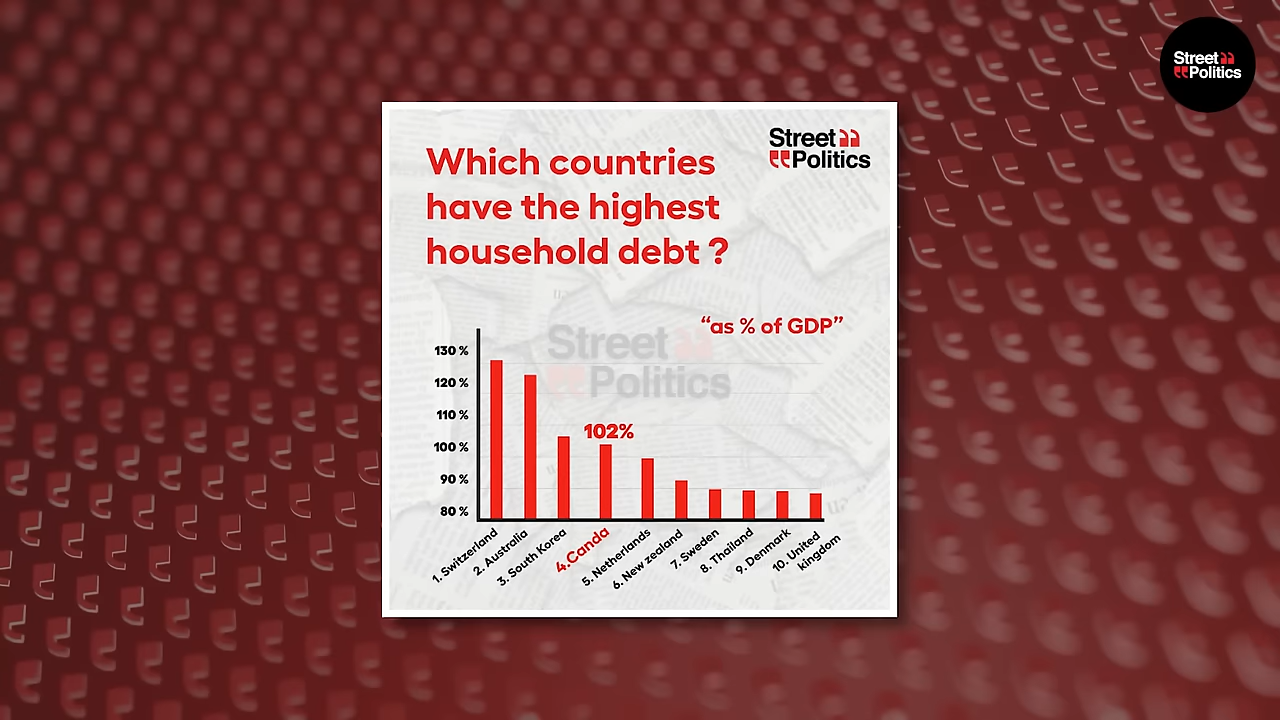 Street
Politics
Street
Politics
Which countries
have the highest
household debt ?
“as % of GDP”
Street
Politics
130 %
120 %
110 %
100 %
90 %
80 %
102%
1. Switzerland
2. Australia
3. South Korea
4.Canda
5. Netherlands
6. New zealand
7. Sweden
8. Thailand
9. Denmark
10. United
kingdom